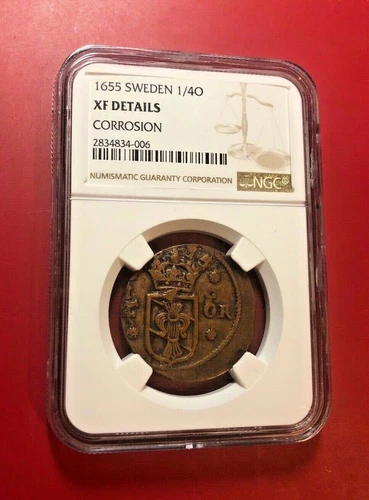 1655 SWEDEN 1/4O
XF DETAILS
CORROSION
2834834-006
NUMISMATIC GUARANTY CORPORATION
NGC
ÖR